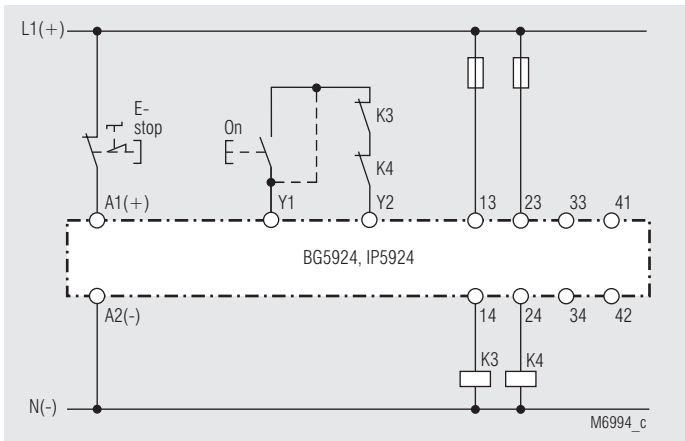 L1(+)
E-
stop
On
K3
K4
A1(+)
Y1
Y2
13
23
33
41
BG5924, IP5924
A2(-)
14
24
34
42
K3
K4
N(-)
M6994_c